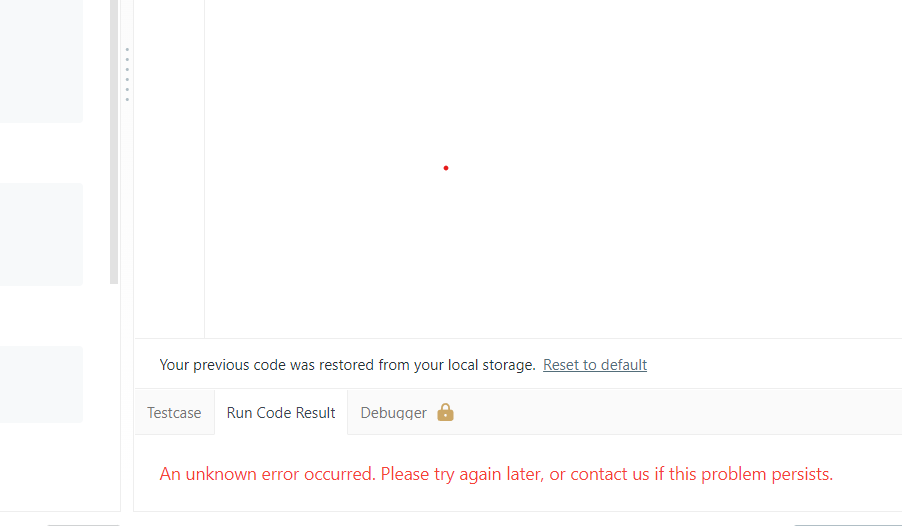 Your previous code was restored from your local storage. Reset to default
Testcase Run Code Result Debugger
An unknown error occurred. Please try again later, or contact us if this problem persists.